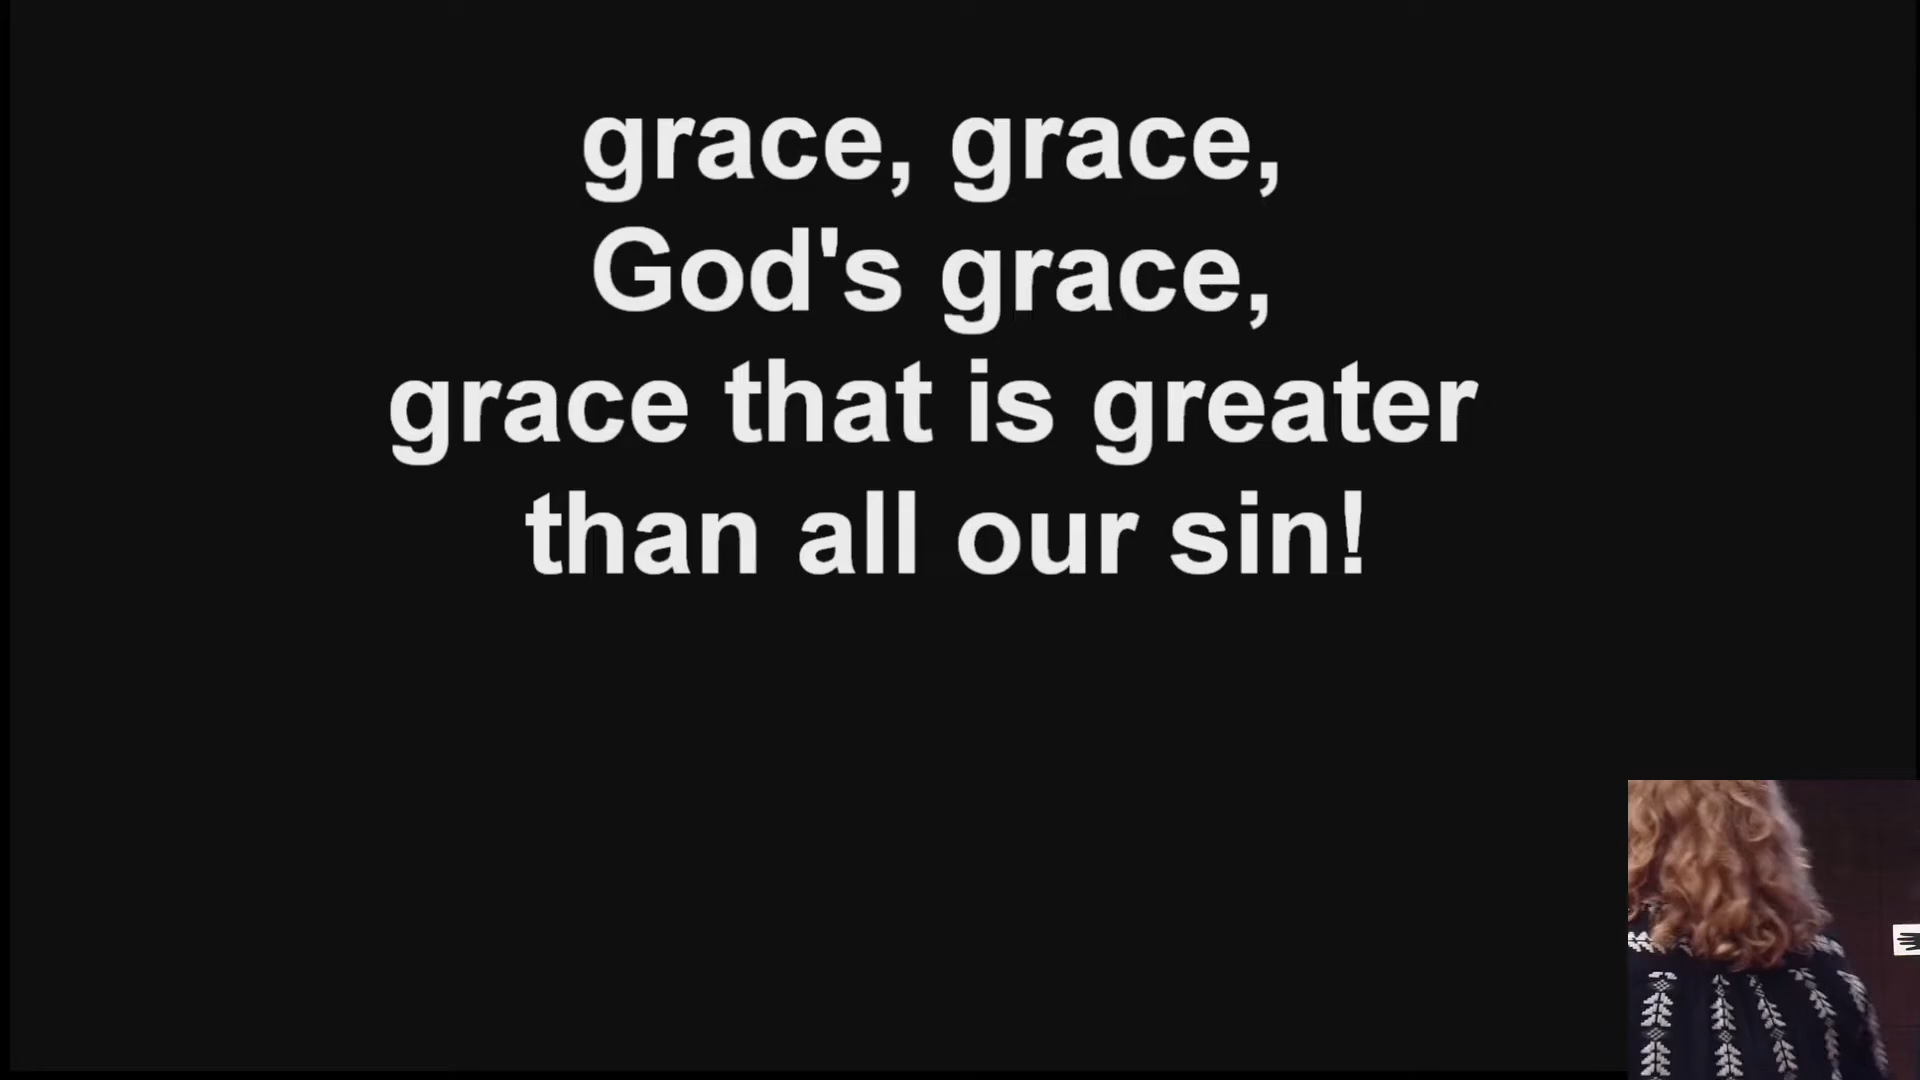 grace, grace,
God's grace,
grace that is greater
than all our sin!